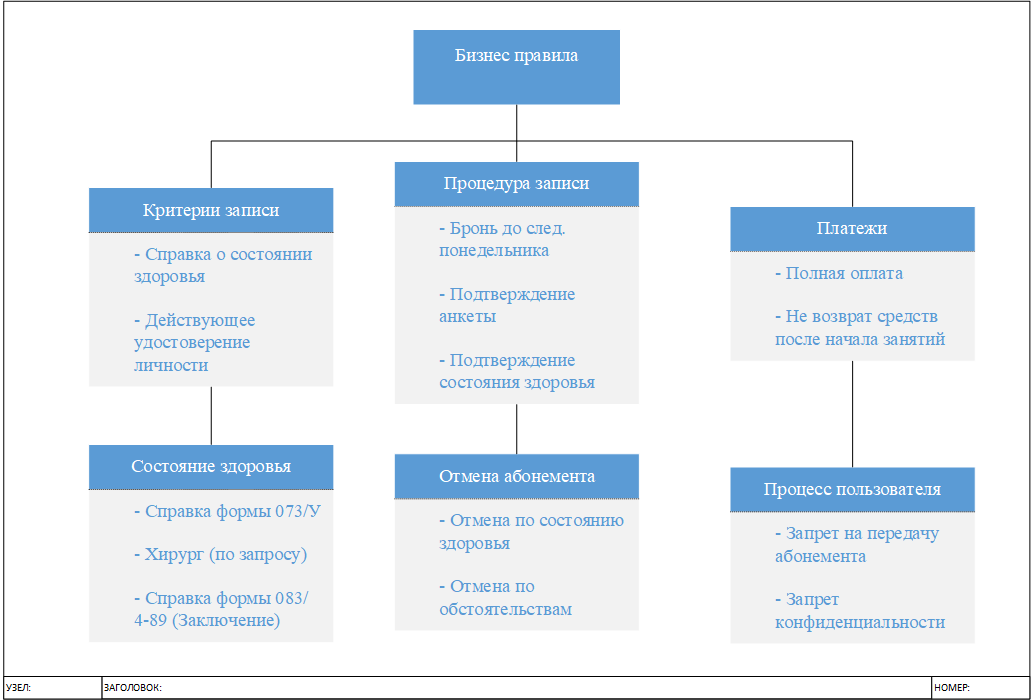 Бизнес правила
Критерии записи
- Справка о состоянии
здоровья
- Действующее
удостоверение
личности
Процедура записи
- Бронь до след.
понедельника
- Подтверждение
анкеты
- Подтверждение
состояния здоровья
Платежи
- Полная оплата
- Не возврат средств
после начала занятий
Состояние здоровья
- Справка формы 073/У
- Хирург (по запросу)
- Справка формы 083/
4-89 (Заключение)
Отмена абонемента
- Отмена по состоянию
здоровья
- Отмена по
обстоятельствам
Процесс пользователя
- Запрет на передачу
абонемента
- Запрет
конфиденциальности
УЗЕЛ:
ЗАГОЛОВОК:
НОМЕР: